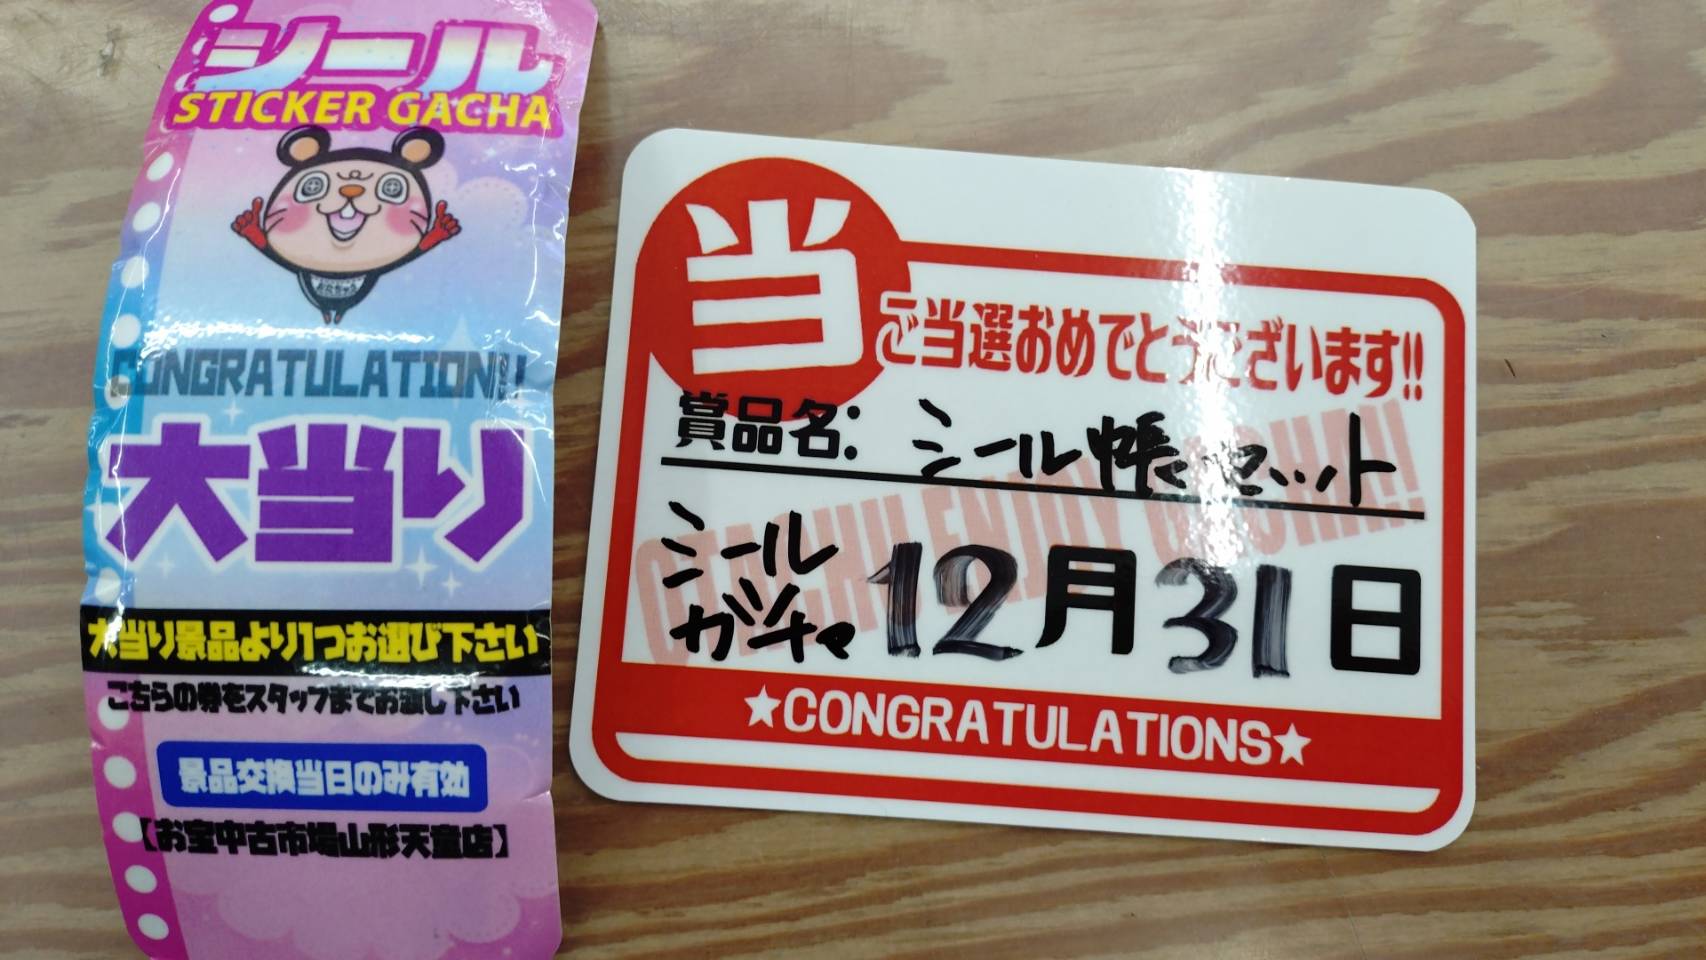 シール
STICKER GACHA
CONGRATULATION!!
大当り
大当り景品より1つお選び下さい
こちらの券をスタッフまでお渡し下さい
景品交換当日のみ有効
【お宝中古市場山形天童店】
当
ご当選おめでとうございます!!
賞品名: シール帳セット
シール
ガチャ
12月31日
ENJOY GACHA!!
★CONGRATULATIONS★